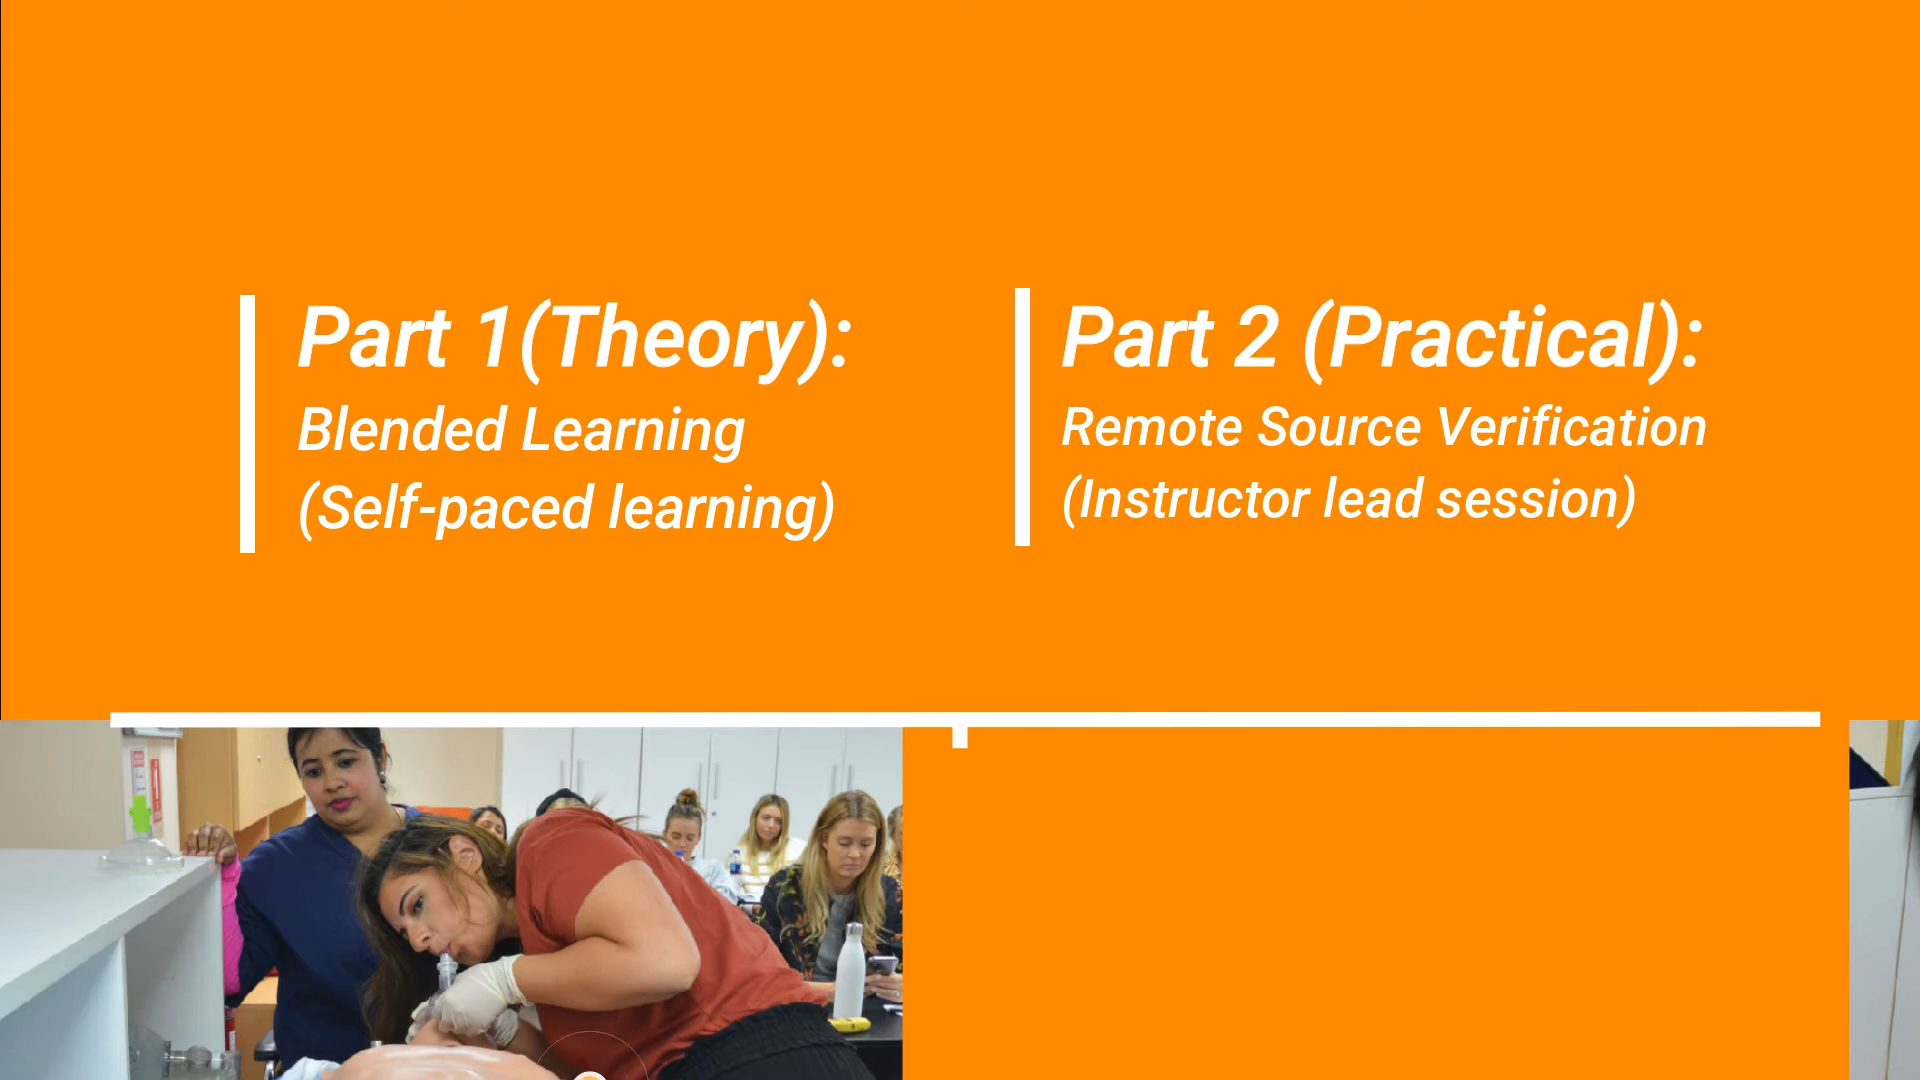 Part 1(Theory):
Blended Learning
(Self-paced learning)
Part 2 (Practical):
Remote Source Verification
(Instructor lead session)